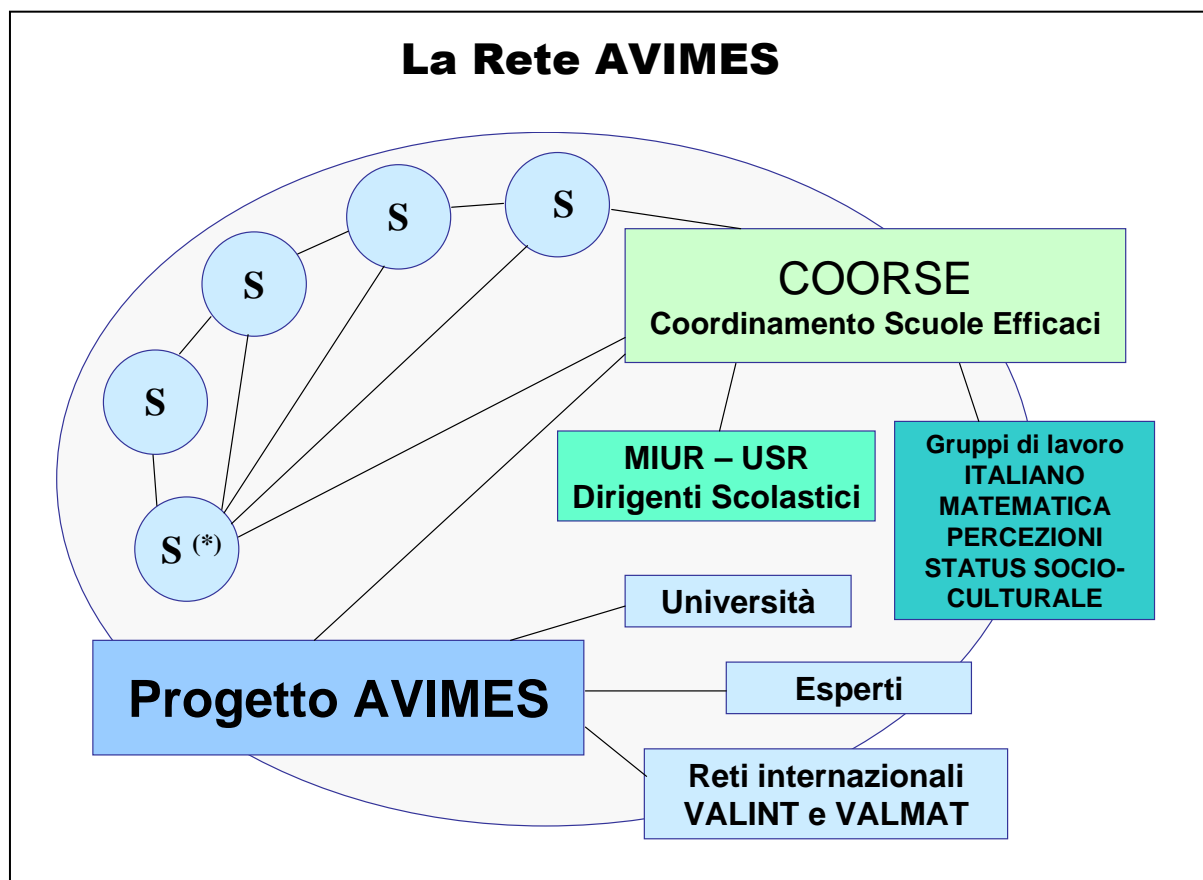 La Rete AVIMES
S
S
S
S
S (*)
COORSE
Coordinamento Scuole Efficaci
MIUR – USR
Dirigenti Scolastici
Gruppi di lavoro
ITALIANO
MATEMATICA
PERCEZIONI
STATUS SOCIO-
CULTURALE
Università
Progetto AVIMES
Esperti
Reti internazionali
VALINT e VALMAT